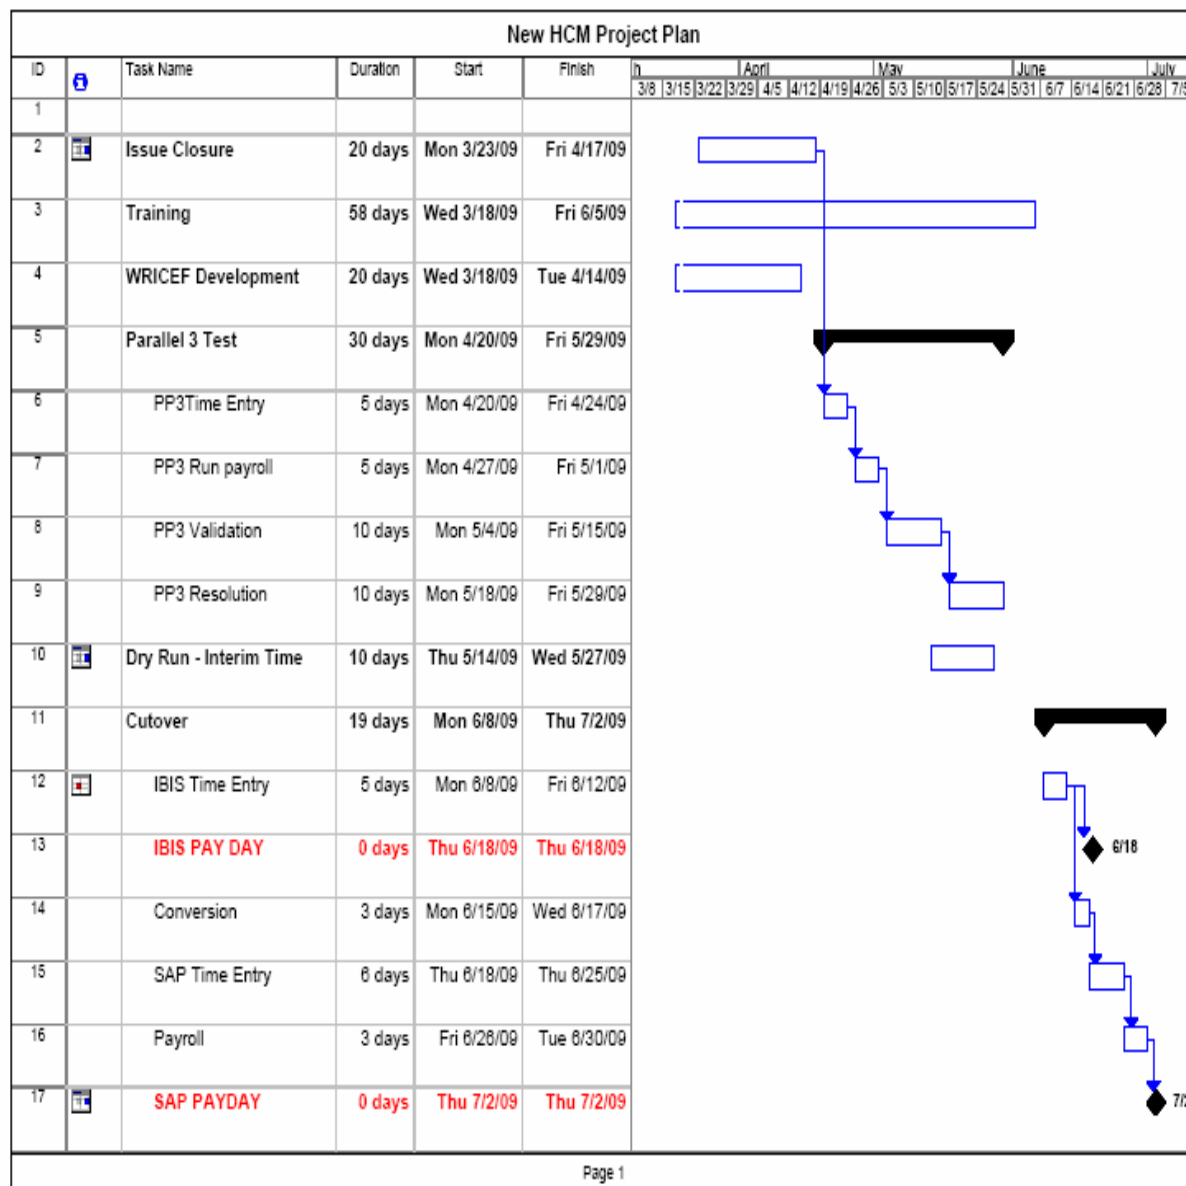 New HCM Project Plan
ID Task Name Duration Start Finish h April May June July
3/8 3/15 3/22 3/29 4/5 4/12 4/19 4/26 5/3 5/10 5/17 5/24 5/31 6/7 6/14 6/21 6/28 7/5
1
2 Issue Closure 20 days Mon 3/23/09 Fri 4/17/09
3 Training 58 days Wed 3/18/09 Fri 6/5/09
4 WRICEF Development 20 days Wed 3/18/09 Tue 4/14/09
5 Parallel 3 Test 30 days Mon 4/20/09 Fri 5/29/09
6 PP3Time Entry 5 days Mon 4/20/09 Fri 4/24/09
7 PP3 Run payroll 5 days Mon 4/27/09 Fri 5/1/09
8 PP3 Validation 10 days Mon 5/4/09 Fri 5/15/09
9 PP3 Resolution 10 days Mon 5/18/09 Fri 5/29/09
10 Dry Run - Interim Time 10 days Thu 5/14/09 Wed 5/27/09
11 Cutover 19 days Mon 6/8/09 Thu 7/2/09
12 IBIS Time Entry 5 days Mon 6/8/09 Fri 6/12/09
13 IBIS PAY DAY 0 days Thu 6/18/09 Thu 6/18/09 6/18
14 Conversion 3 days Mon 6/15/09 Wed 6/17/09
15 SAP Time Entry 6 days Thu 6/18/09 Thu 6/25/09
16 Payroll 3 days Fri 6/26/09 Tue 6/30/09
17 SAP PAYDAY 0 days Thu 7/2/09 Thu 7/2/09 7/2
Page 1